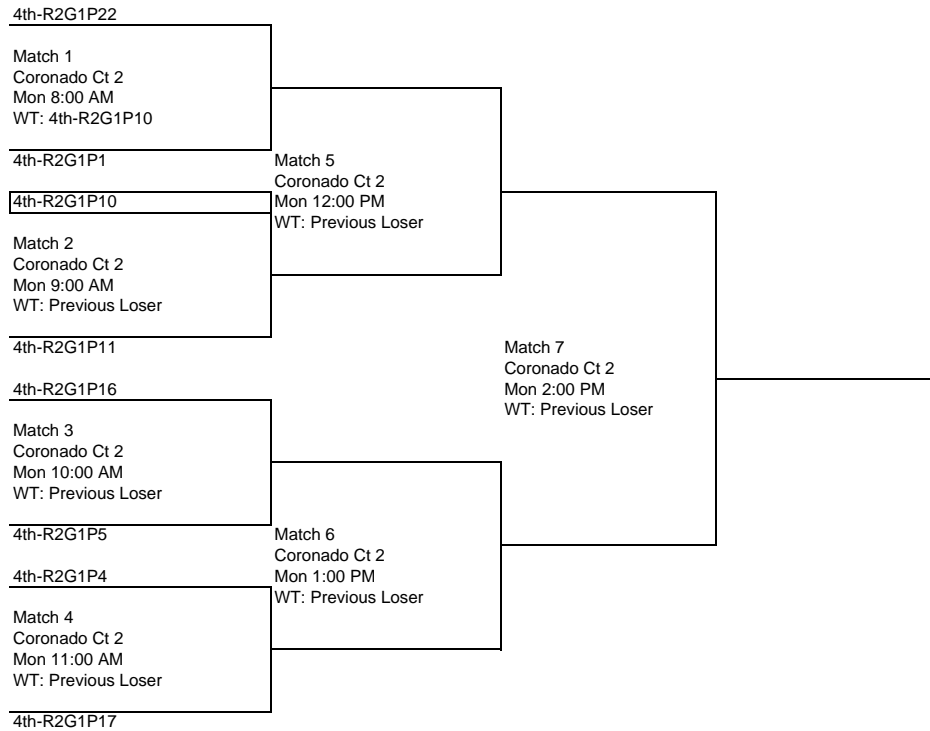 4th-R2G1P22
Match 1
Coronado Ct 2
Mon 8:00 AM
WT: 4th-R2G1P10
4th-R2G1P1
4th-R2G1P10
Match 2
Coronado Ct 2
Mon 9:00 AM
WT: Previous Loser
4th-R2G1P11
4th-R2G1P16
Match 3
Coronado Ct 2
Mon 10:00 AM
WT: Previous Loser
4th-R2G1P5
4th-R2G1P4
Match 4
Coronado Ct 2
Mon 11:00 AM
WT: Previous Loser
4th-R2G1P17
Match 5
Coronado Ct 2
Mon 12:00 PM
WT: Previous Loser
Match 6
Coronado Ct 2
Mon 1:00 PM
WT: Previous Loser
Match 7
Coronado Ct 2
Mon 2:00 PM
WT: Previous Loser